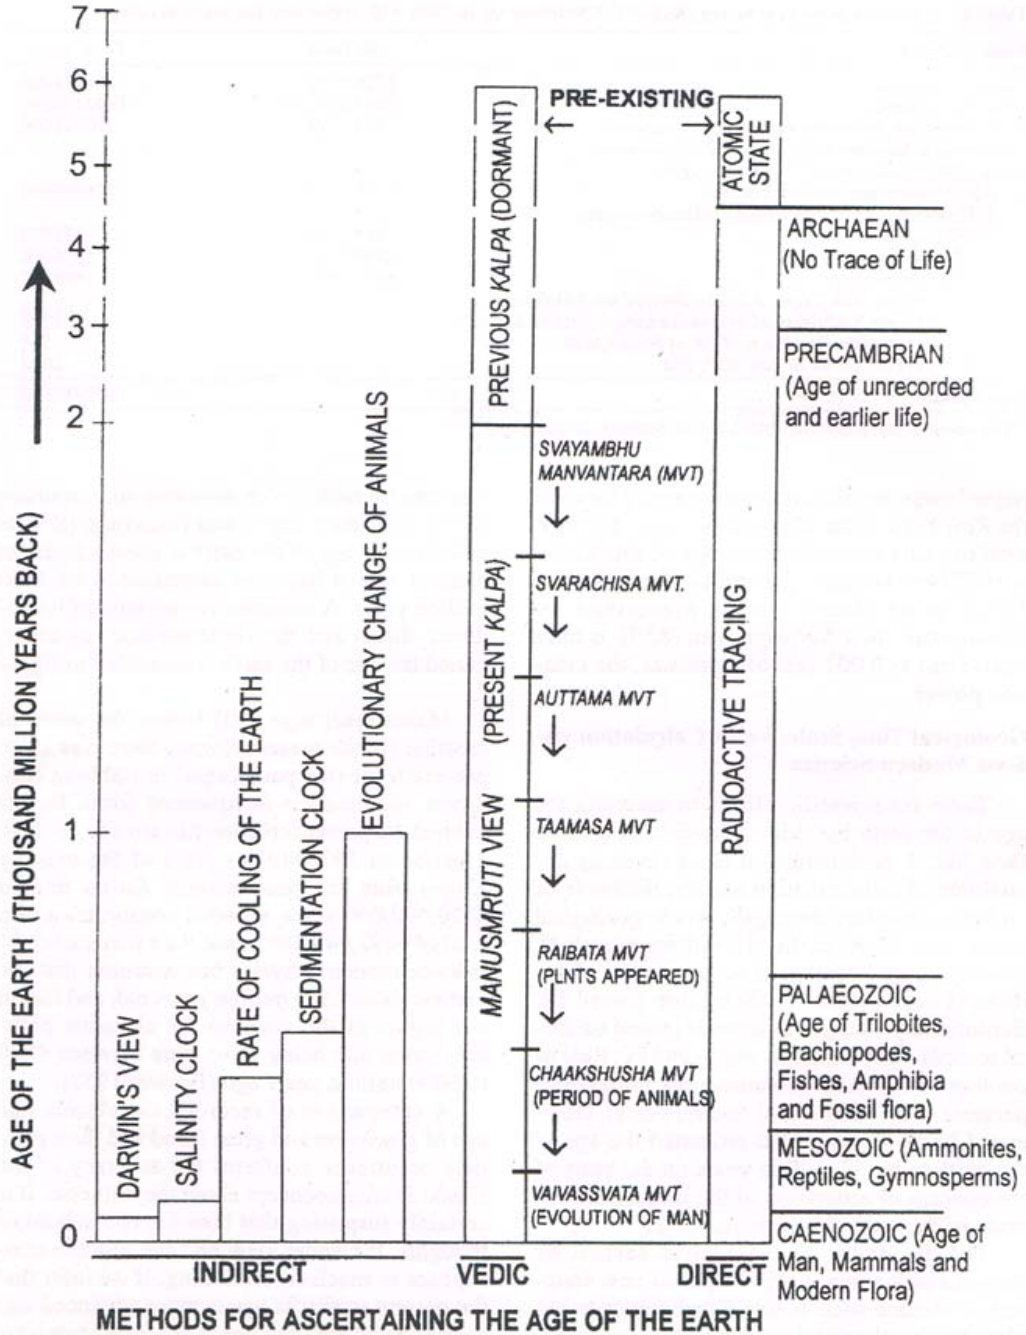 7
6
5
4
3
2
1
0
AGE OF THE EARTH (THOUSAND MILLION YEARS BACK)
DARWIN'S VIEW
SALINITY CLOCK
RATE OF COOLING OF THE EARTH
SEDIMENTATION CLOCK
EVOLUTIONARY CHANGE OF ANIMALS
MANUSMRUTI VIEW (PRESENT KALPA)
PREVIOUS KALPA (DORMANT)
PRE-EXISTING
SVAYAMBHU
MANVANTARA (MVT)
SVARACHISA MVT.
AUTTAMA MVT
TAAMASA MVT
RAIBATA MVT
(PLNTS APPEARED)
CHAAKSHUSHA MVT
(PERIOD OF ANIMALS)
VAIVASSVATA MVT
(EVOLUTION OF MAN)
RADIOACTIVE TRACING
ATOMIC
STATE
ARCHAEAN
(No Trace of Life)
PRECAMBRIAN
(Age of unrecorded
and earlier life)
PALAEOZOIC
(Age of Trilobites,
Brachiopodes,
Fishes, Amphibia
and Fossil flora)
MESOZOIC (Ammonites,
Reptiles, Gymnosperms)
CAENOZOIC (Age of
Man, Mammals and
Modern Flora)
INDIRECT
VEDIC
DIRECT
METHODS FOR ASCERTAINING THE AGE OF THE EARTH